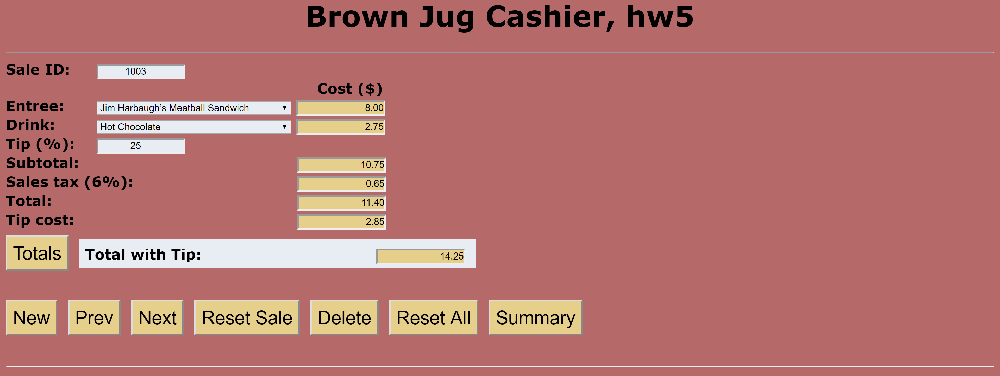 Brown Jug Cashier, hw5
Sale ID: 1003
Cost ($)
Entree: Jim Harbaugh’s Meatball Sandwich 8.00
Drink: Hot Chocolate 2.75
Tip (%): 25
Subtotal: 10.75
Sales tax (6%): 0.65
Total: 11.40
Tip cost: 2.85
Totals Total with Tip: 14.25
New Prev Next Reset Sale Delete Reset All Summary